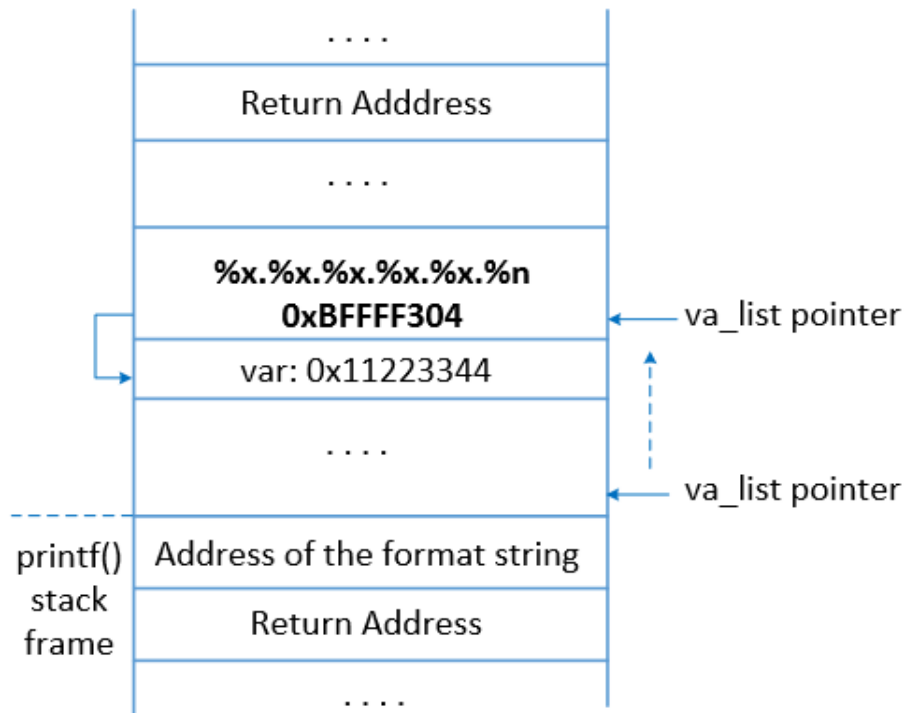 . . . .
Return Adddress
. . . .
%x.%x.%x.%x.%x.%n
0xBFFFF304
va_list pointer
var: 0x11223344
. . . .
va_list pointer
printf()
stack
frame
Address of the format string
Return Address
. . . .